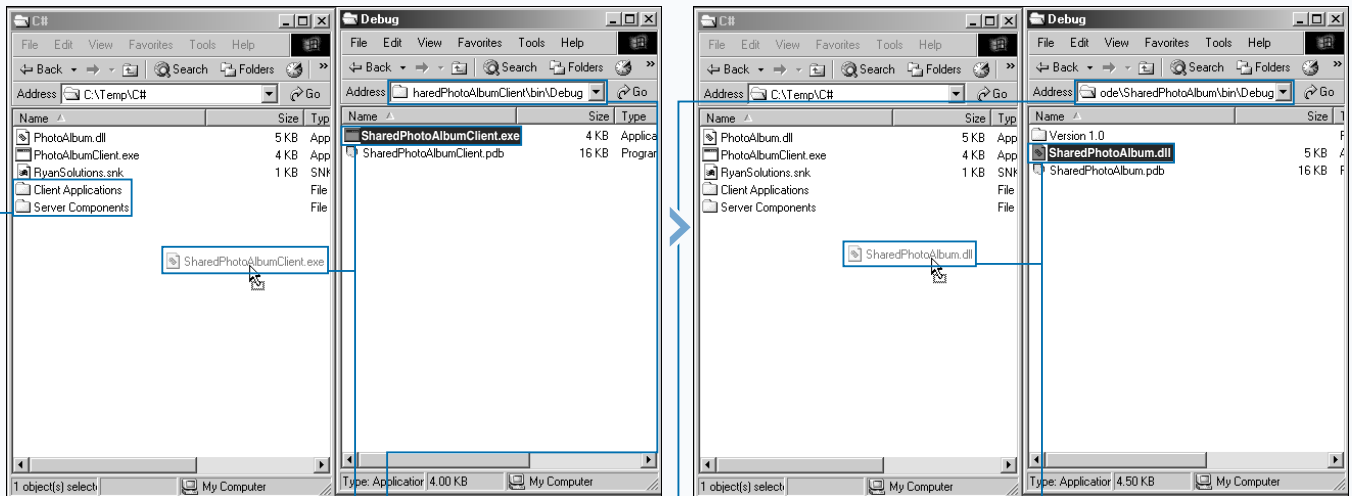 C#
File Edit View Favorites Tools Help
Back Search Folders »
Address C:\Temp\C# Go
Name Size Typ
PhotoAlbum.dll 5 KB App
PhotoAlbumClient.exe 4 KB App
RyanSolutions.snk 1 KB SNK
Client Applications File
Server Components File
SharedPhotoAlbumClient.exe
1 object(s) select My Computer
Debug
File Edit View Favorites Tools Help
Back Search Folders »
Address haredPhotoAlbumClient\bin\Debug Go
Name Size Type
SharedPhotoAlbumClient.exe 4 KB Applica
SharedPhotoAlbumClient.pdb 16 KB Program
Type: Application 4.00 KB My Computer
C#
File Edit View Favorites Tools Help
Back Search Folders »
Address C:\Temp\C# Go
Name Size Typ
PhotoAlbum.dll 5 KB App
PhotoAlbumClient.exe 4 KB App
RyanSolutions.snk 1 KB SNK
Client Applications File
Server Components File
SharedPhotoAlbum.dll
1 object(s) select My Computer
Debug
File Edit View Favorites Tools Help
Back Search Folders »
Address ode\SharedPhotoAlbum\bin\Debug Go
Name Size
Version 1.0
SharedPhotoAlbum.dll 5 KB
SharedPhotoAlbum.pdb 16 KB
Type: Application 4.50 KB My Computer